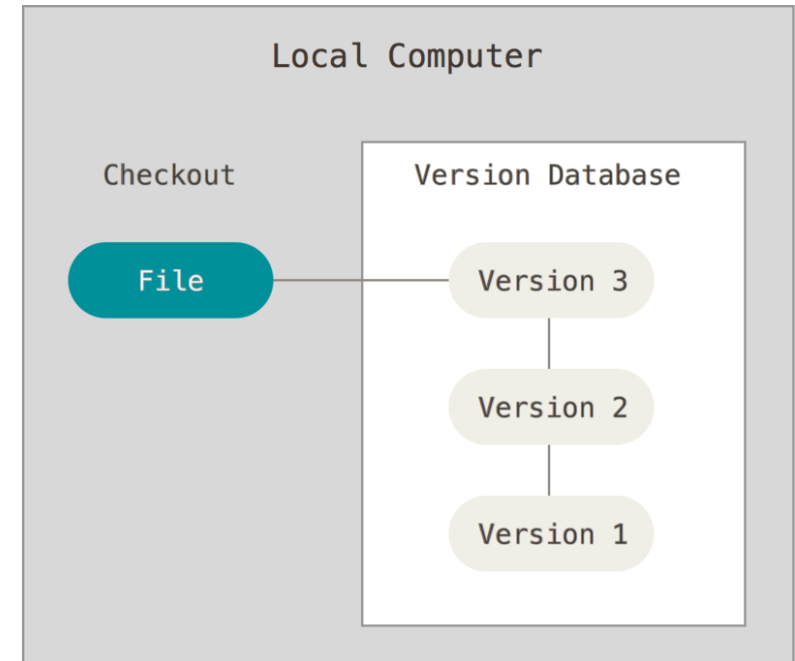 Local Computer
Checkout
Version Database
File
Version 3
Version 2
Version 1